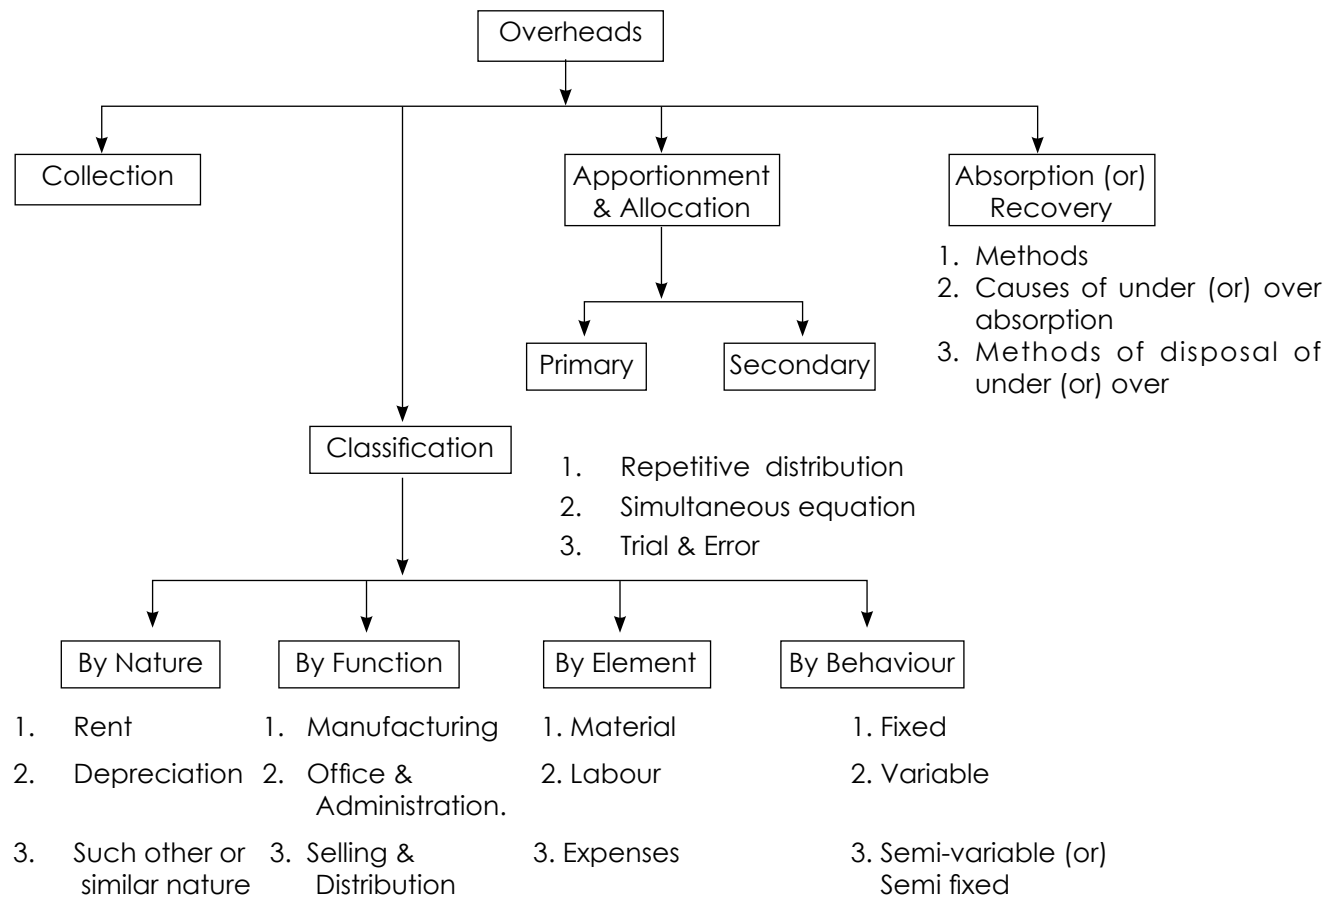 Overheads
Collection
Apportionment
& Allocation
Absorption (or)
Recovery
1. Methods
2. Causes of under (or) over
absorption
3. Methods of disposal of
under (or) over
Primary
Secondary
Classification
1. Repetitive distribution
2. Simultaneous equation
3. Trial & Error
By Nature
By Function
By Element
By Behaviour
1. Rent
2. Depreciation
3. Such other or
similar nature
1. Manufacturing
2. Office &
Administration.
3. Selling &
Distribution
1. Material
2. Labour
3. Expenses
1. Fixed
2. Variable
3. Semi-variable (or)
Semi fixed